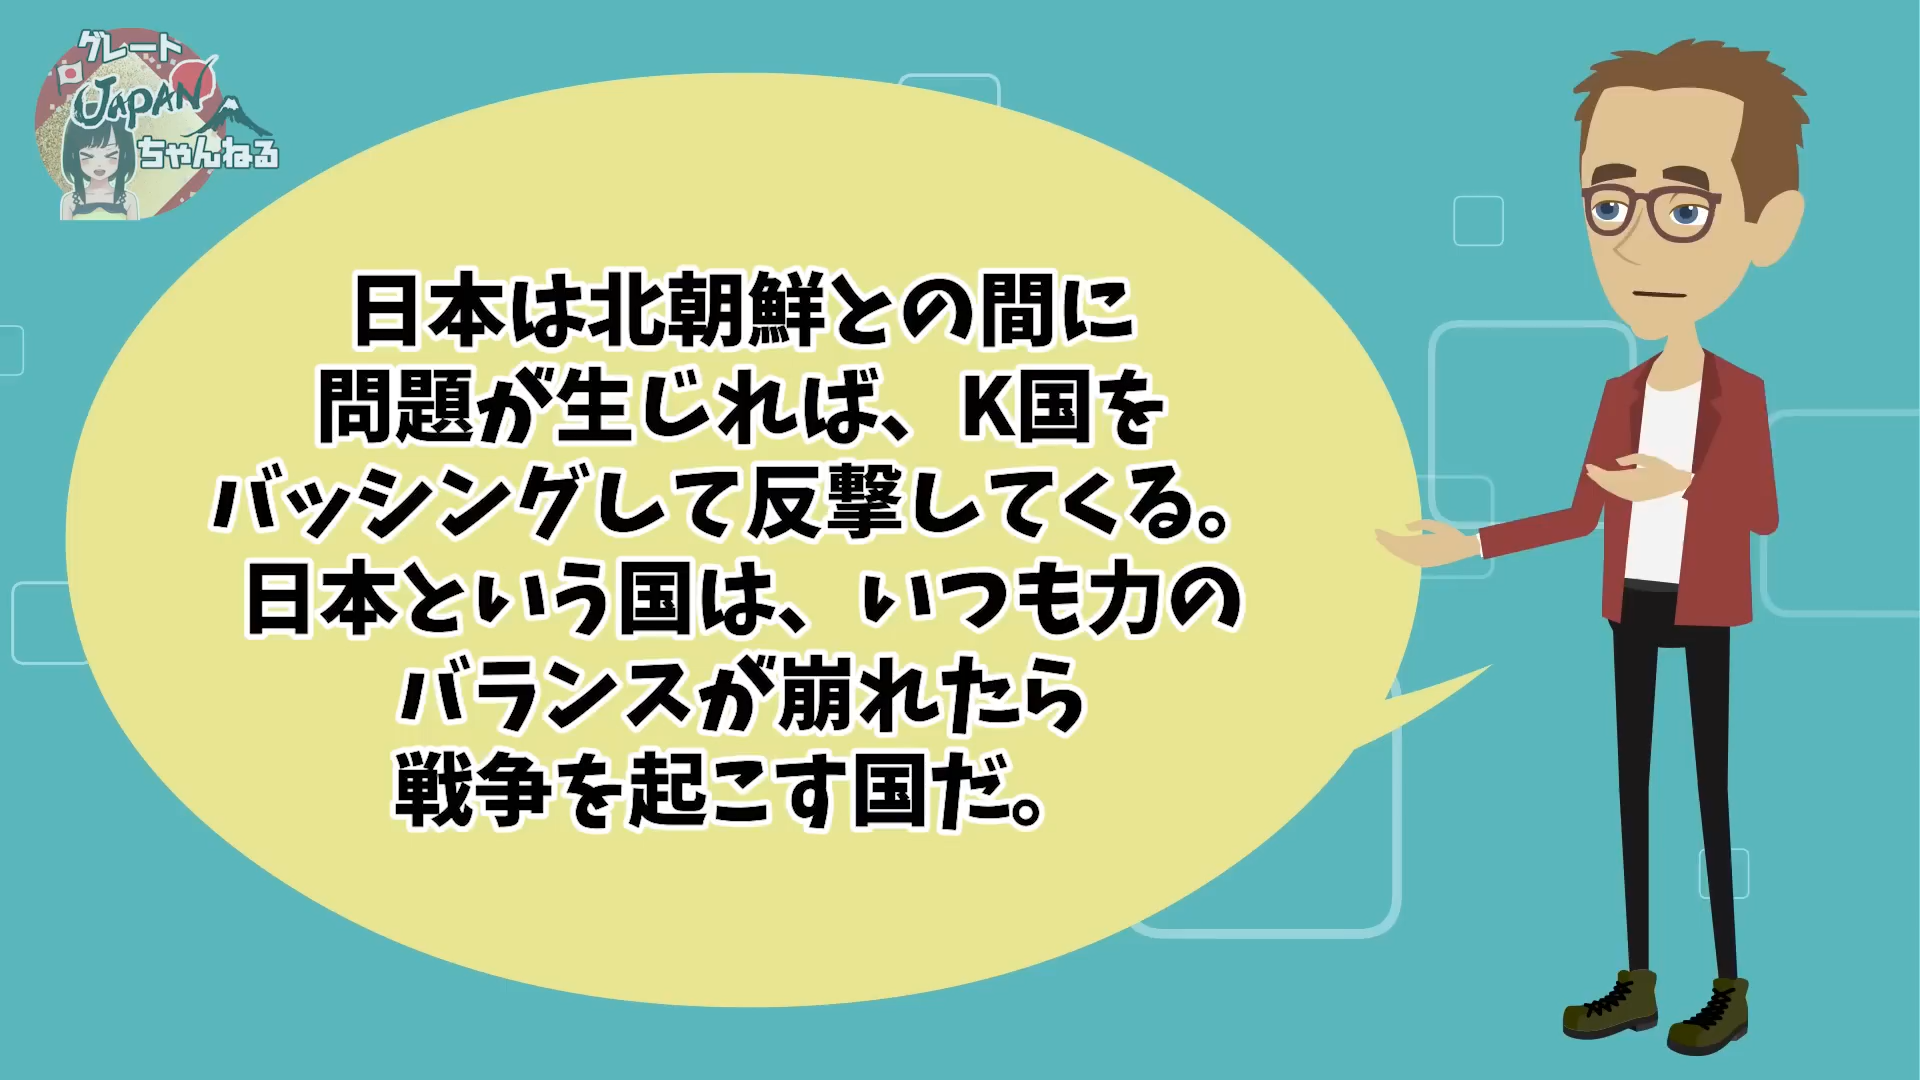 グレート
JAPAN
ちゃんねる
日本は北朝鮮との間に
問題が生じれば、K国を
バッシングして反撃してくる。
日本という国は、いつも力の
バランスが崩れたら
戦争を起こす国だ。